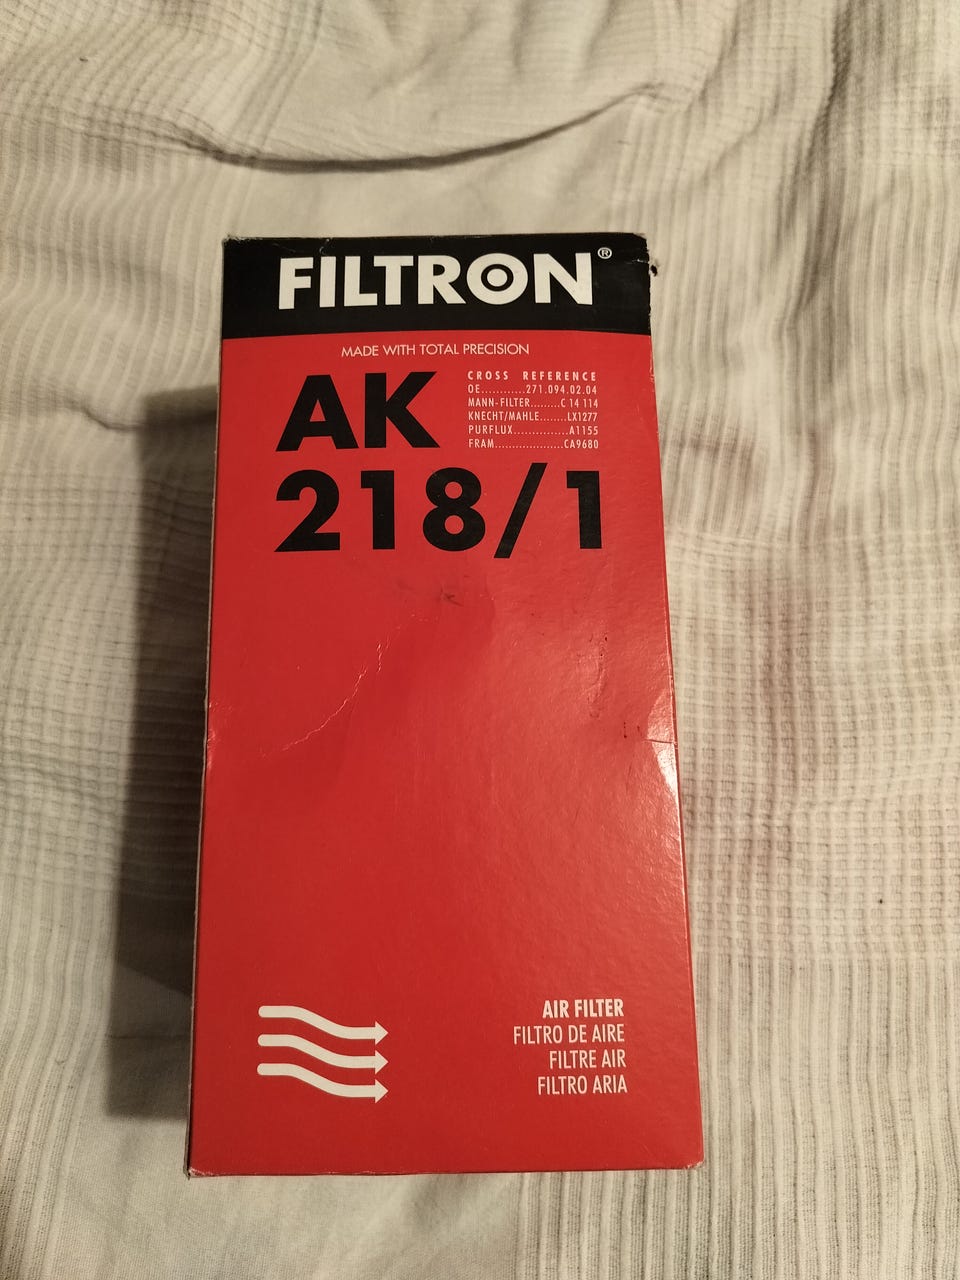 FILTRON®
MADE WITH TOTAL PRECISION
AK
218/1
CROSS REFERENCE
OE............271.094.02.04
MANN-FILTER.........C 14 114
KNECHT/MAHLE........LX1277
PURFLUX...............A1155
FRAM...................CA9680
AIR FILTER
FILTRO DE AIRE
FILTRE AIR
FILTRO ARIA